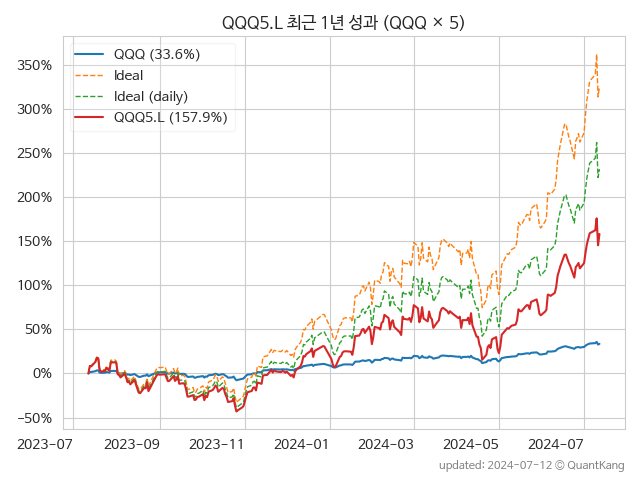 QQQ5.L 최근 1년 성과 (QQQ × 5)
QQQ (33.6%)
Ideal
Ideal (daily)
QQQ5.L (157.9%)
350%
300%
250%
200%
150%
100%
50%
0%
−50%
2023-07
2023-09
2023-11
2024-01
2024-03
2024-05
2024-07
updated: 2024-07-12 © QuantKang